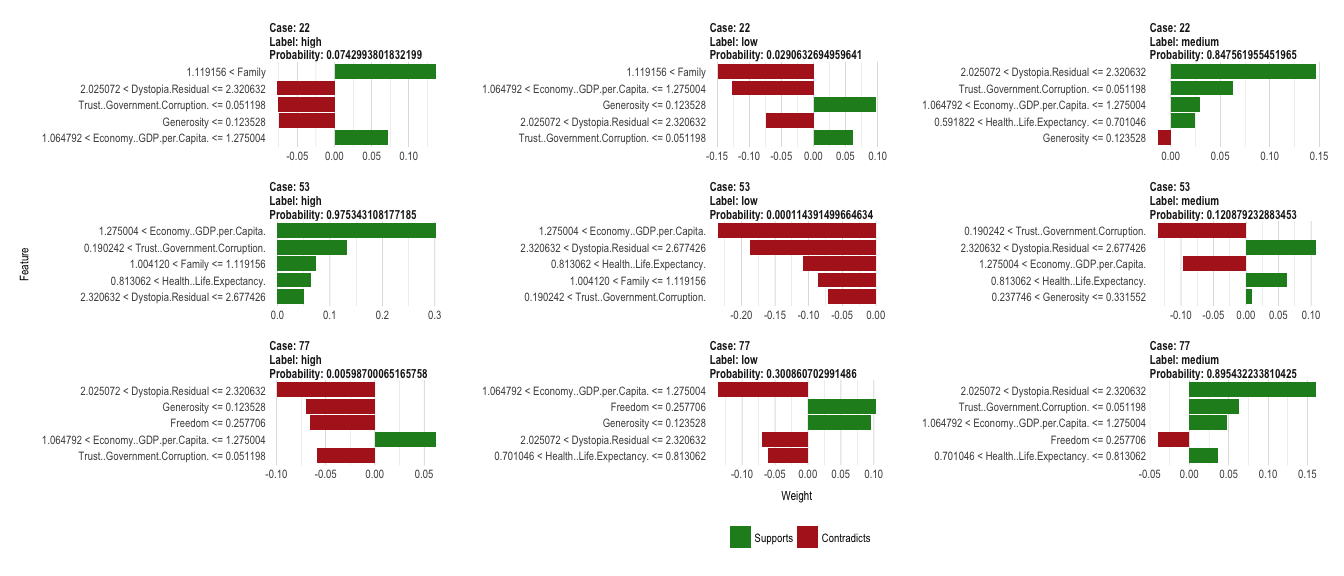 Case: 22
Label: high
Probability: 0.0742993801832199
1.119156 < Family
2.025072 < Dystopia.Residual <= 2.320632
Trust..Government.Corruption. <= 0.051198
Generosity <= 0.123528
1.064792 < Economy..GDP.per.Capita. <= 1.275004
-0.05 0.00 0.05 0.10
Case: 22
Label: low
Probability: 0.0290632694959641
1.119156 < Family
1.064792 < Economy..GDP.per.Capita. <= 1.275004
Generosity <= 0.123528
2.025072 < Dystopia.Residual <= 2.320632
Trust..Government.Corruption. <= 0.051198
-0.15 -0.10 -0.05 0.00 0.05 0.10
Case: 22
Label: medium
Probability: 0.847561955451965
2.025072 < Dystopia.Residual <= 2.320632
Trust..Government.Corruption. <= 0.051198
1.064792 < Economy..GDP.per.Capita. <= 1.275004
0.591822 < Health..Life.Expectancy. <= 0.701046
Generosity <= 0.123528
0.00 0.05 0.10 0.15
Feature
Case: 53
Label: high
Probability: 0.975343108177185
1.275004 < Economy..GDP.per.Capita.
0.190242 < Trust..Government.Corruption.
1.004120 < Family <= 1.119156
0.813062 < Health..Life.Expectancy.
2.320632 < Dystopia.Residual <= 2.677426
0.0 0.1 0.2 0.3
Case: 53
Label: low
Probability: 0.000114391499664634
1.275004 < Economy..GDP.per.Capita.
2.320632 < Dystopia.Residual <= 2.677426
0.813062 < Health..Life.Expectancy.
1.004120 < Family <= 1.119156
0.190242 < Trust..Government.Corruption.
-0.20 -0.15 -0.10 -0.05 0.00
Case: 53
Label: medium
Probability: 0.120879232883453
0.190242 < Trust..Government.Corruption.
2.320632 < Dystopia.Residual <= 2.677426
1.275004 < Economy..GDP.per.Capita.
0.813062 < Health..Life.Expectancy.
0.237746 < Generosity <= 0.331552
-0.10 -0.05 0.00 0.05 0.10
Case: 77
Label: high
Probability: 0.00598700065165758
2.025072 < Dystopia.Residual <= 2.320632
Generosity <= 0.123528
Freedom <= 0.257706
1.064792 < Economy..GDP.per.Capita. <= 1.275004
Trust..Government.Corruption. <= 0.051198
-0.10 -0.05 0.00 0.05
Case: 77
Label: low
Probability: 0.300860702991486
1.064792 < Economy..GDP.per.Capita. <= 1.275004
Freedom <= 0.257706
Generosity <= 0.123528
2.025072 < Dystopia.Residual <= 2.320632
0.701046 < Health..Life.Expectancy. <= 0.813062
-0.10 -0.05 0.00 0.05 0.10
Case: 77
Label: medium
Probability: 0.895432233810425
2.025072 < Dystopia.Residual <= 2.320632
Trust..Government.Corruption. <= 0.051198
1.064792 < Economy..GDP.per.Capita. <= 1.275004
Freedom <= 0.257706
0.701046 < Health..Life.Expectancy. <= 0.813062
-0.05 0.00 0.05 0.10 0.15
Weight
Supports Contradicts